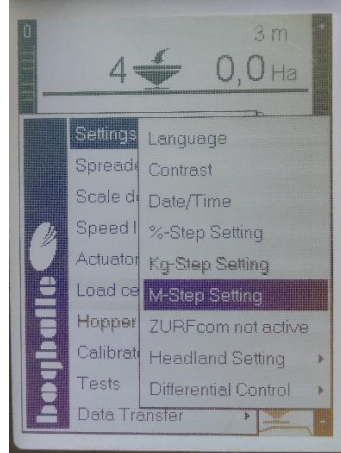 0
3 m
+
4
0,0 Ha
Settings
Spreade
Scale di
Speed I
Actuator
Load ce
Hopper
Calibrat
Tests
Data Transfer
Language
Contrast
Date/Time
%-Step Setting
Kg-Step Setting
M-Step Setting
ZURFcom not active
Headland Setting
Differential Control
bogballe
-